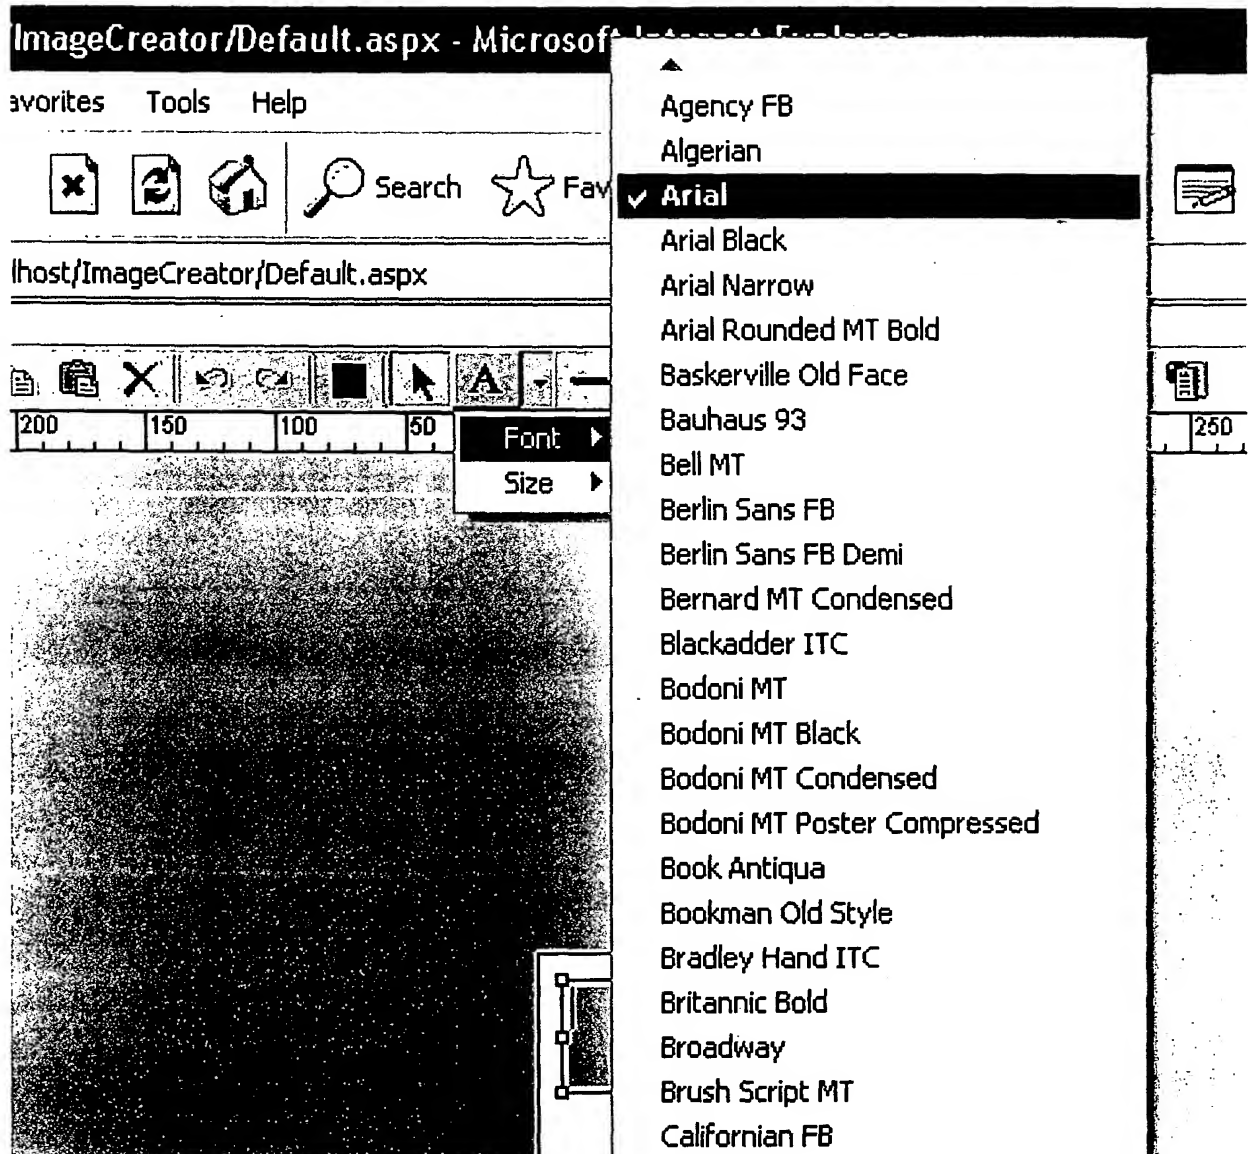 /ImageCreator/Default.aspx - Microsoft Internet Explorer
avorites Tools Help
Search Fav
lhost/ImageCreator/Default.aspx
A
200 150 100 50 250
Font
Size
Agency FB
Algerian
Arial
Arial Black
Arial Narrow
Arial Rounded MT Bold
Baskerville Old Face
Bauhaus 93
Bell MT
Berlin Sans FB
Berlin Sans FB Demi
Bernard MT Condensed
Blackadder ITC
Bodoni MT
Bodoni MT Black
Bodoni MT Condensed
Bodoni MT Poster Compressed
Book Antiqua
Bookman Old Style
Bradley Hand ITC
Britannic Bold
Broadway
Brush Script MT
Californian FB